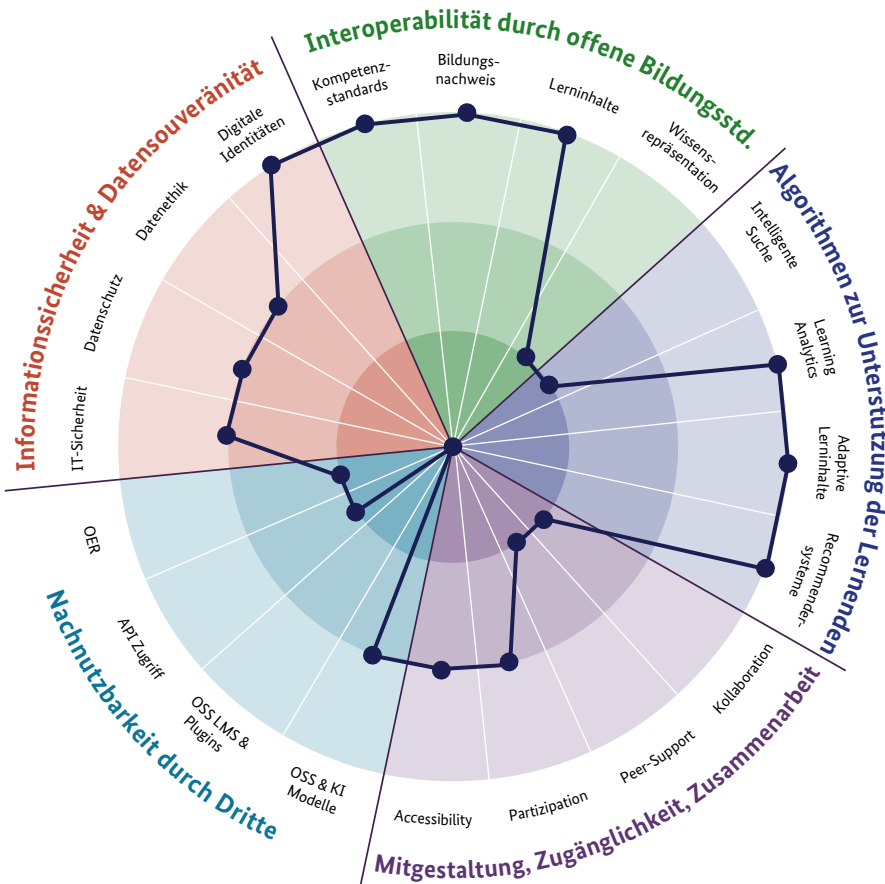 Interoperabilität durch offene Bildungsstd.
Kompetenz-
standards
Bildungs-
nachweis
Lerninhalte
Wissens-
repräsentation
Algorithmen zur Unterstützung der Lernenden
Intelligente
Suche
Learning
Analytics
Adaptive
Lerninhalte
Recommender-
systeme
Mitgestaltung, Zugänglichkeit, Zusammenarbeit
Kollaboration
Peer-Support
Partizipation
Accessibility
Nachnutzbarkeit durch Dritte
OSS & KI
Modelle
OSS LMS &
Plugins
API Zugriff
OER
Informationssicherheit & Datensouveränität
IT-Sicherheit
Datenschutz
Datenethik
Digitale
Identitäten